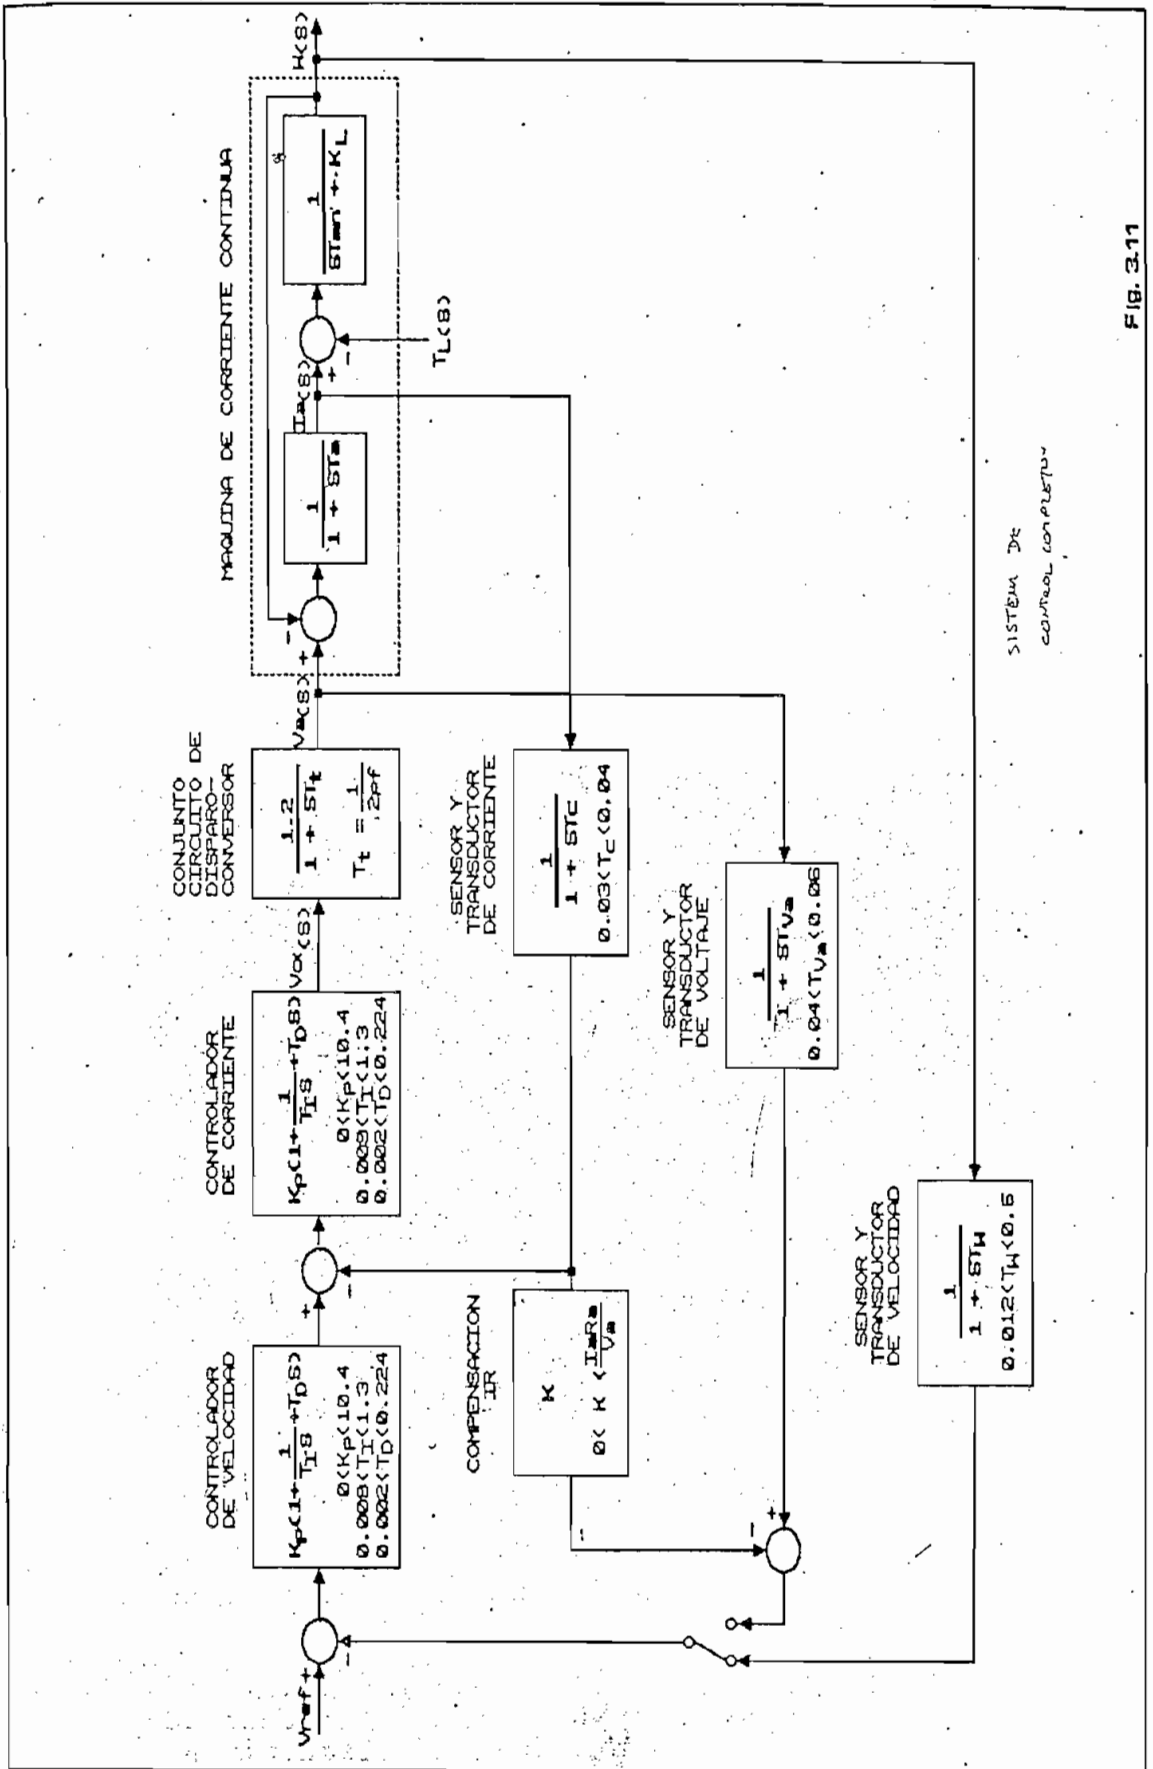 Vref
+
-
CONTROLADOR
DE VELOCIDAD
Kp(1+ 1/TIS +TDS)
0<Kp<10.4
0.009<TI<1.3
0.002<TD<0.224
+
-
CONTROLADOR
DE CORRIENTE
Kp(1+ 1/TIS +TDS)
0<Kp<10.4
0.009<TI<1.3
0.002<TD<0.224
Vα(S)
CONJUNTO
CIRCUITO DE
DISPARO-
CONVERSOR
1.2
1 + STt
Tt = 1/2pf
Va(S)
+
-
MAQUINA DE CORRIENTE CONTINUA
1
1 + STa
Ia(S)
+
-
TL(S)
1
STm' + KL
W(S)
COMPENSACION
IR
K
0< K < IaRa/Va
-
SENSOR Y
TRANSDUCTOR
DE CORRIENTE
1
1 + STc
0.03<Tc<0.04
SENSOR Y
TRANSDUCTOR
DE VOLTAJE
1
1 + STVa
0.04<TVa<0.06
-
+
SENSOR Y
TRANSDUCTOR
DE VELOCIDAD
1
1 + STW
0.012<TW<0.5
SISTEM DE
CONTROL COMPLETO
Fig. 3.11